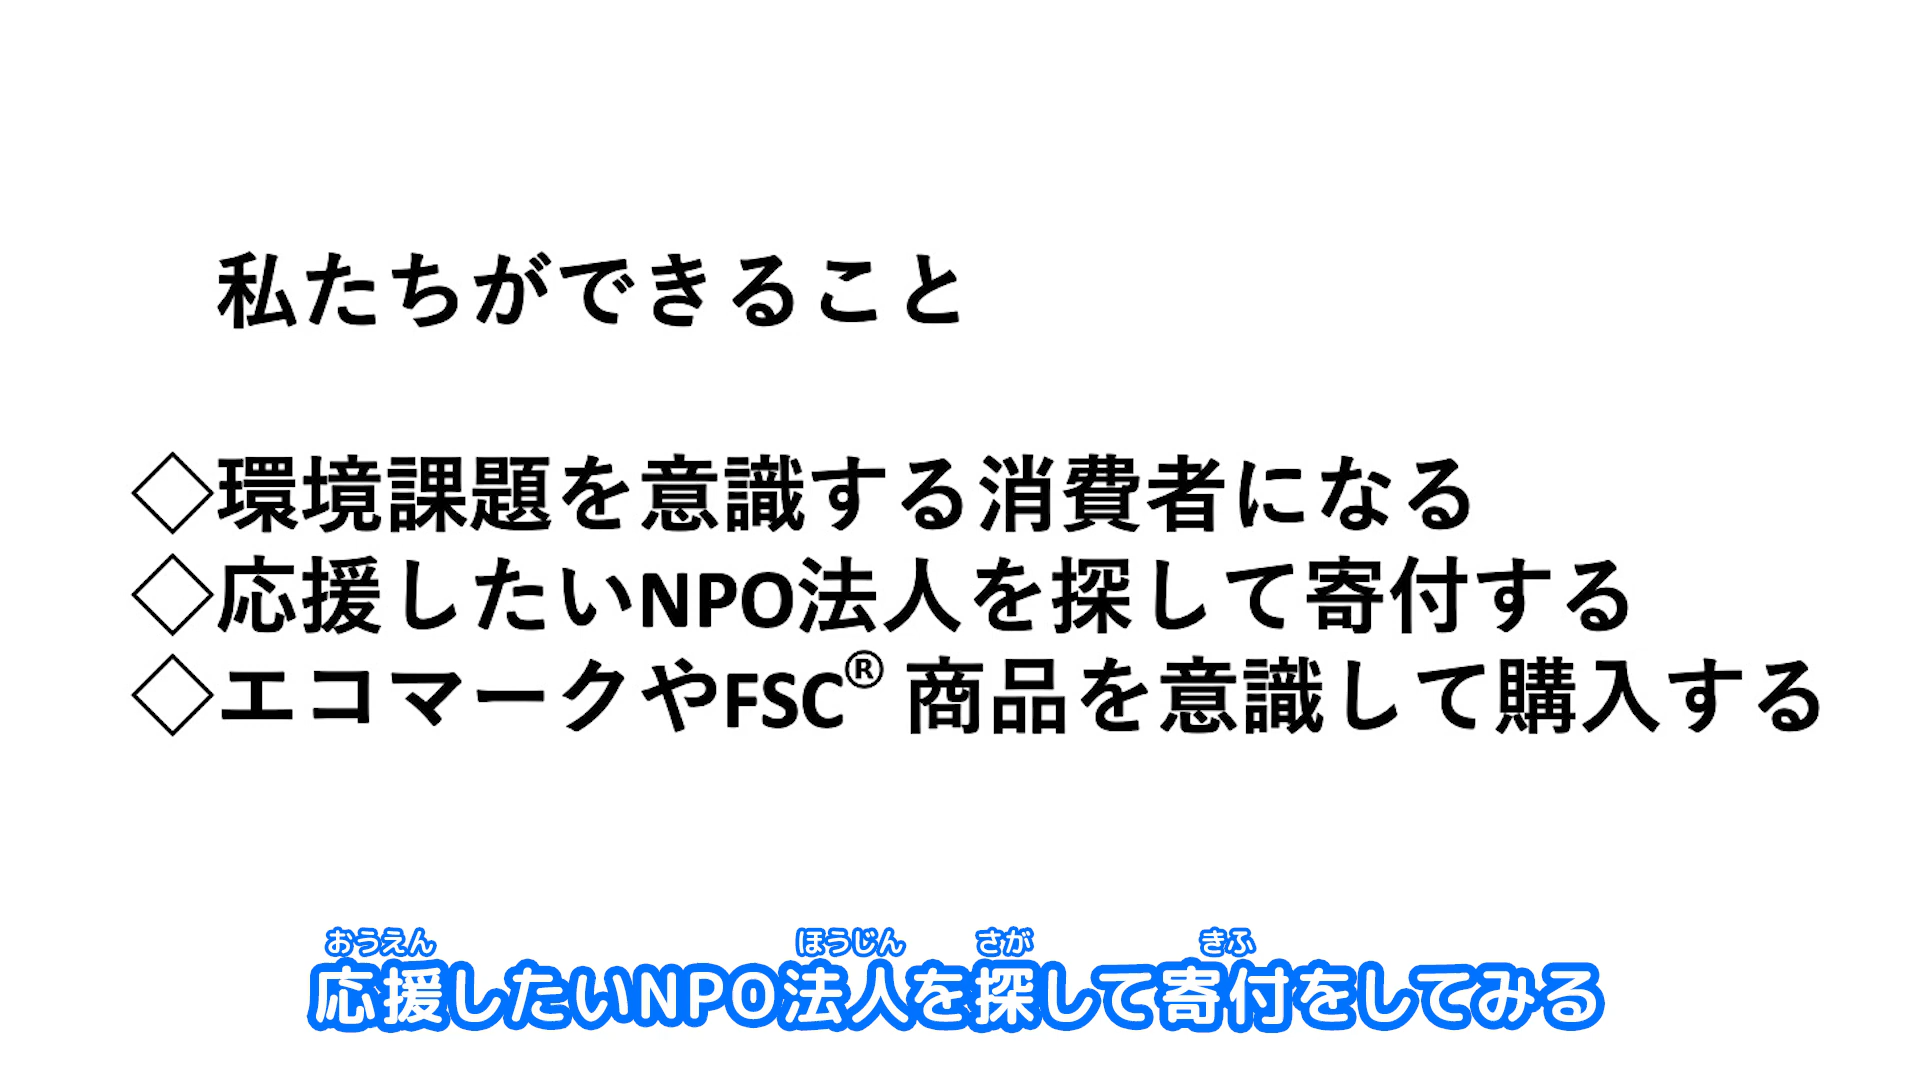 私たちができること
◇環境課題を意識する消費者になる
◇応援したいNPO法人を探して寄付する
◇エコマークやFSC® 商品を意識して購入する
おうえん ほうじん さが きふ
応援したいNPO法人を探して寄付をしてみる